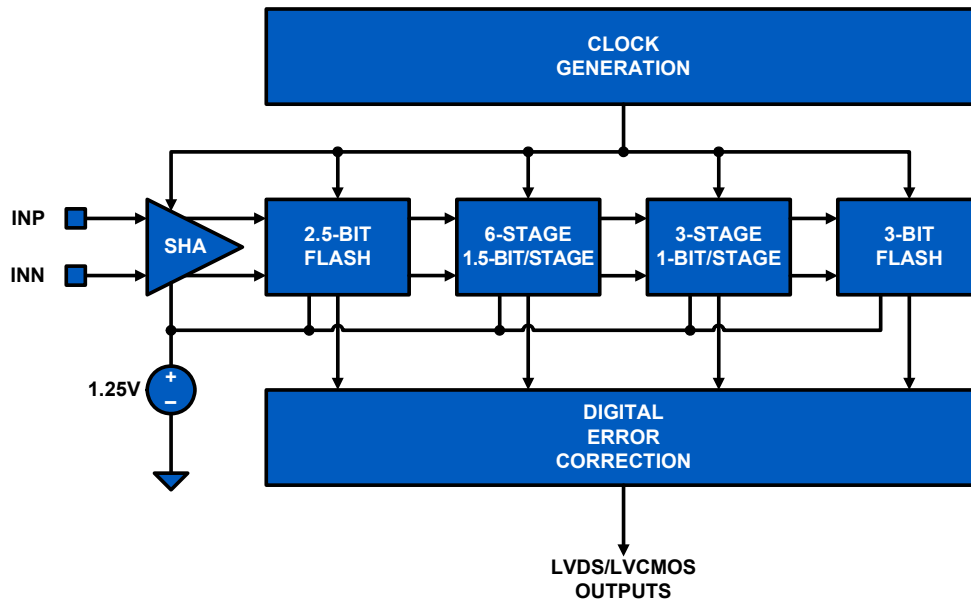 CLOCK
GENERATION
INP
INN
SHA
2.5-BIT
FLASH
6-STAGE
1.5-BIT/STAGE
3-STAGE
1-BIT/STAGE
3-BIT
FLASH
1.25V
+
–
DIGITAL
ERROR
CORRECTION
LVDS/LVCMOS
OUTPUTS